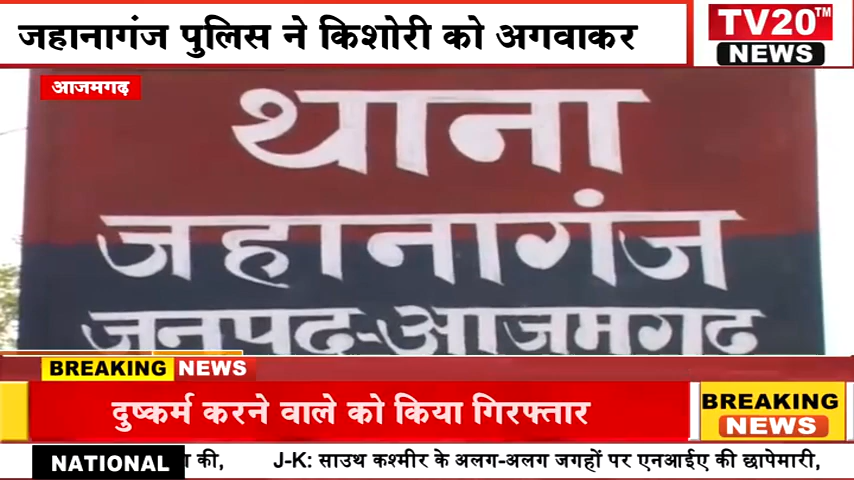 जहानागंज पुलिस ने किशोरी को अगवाकर
TV20™
NEWS
आजमगढ़
थाना
जहानागंज
जनपद-आजमगढ़
BREAKING NEWS
दुष्कर्म करने वाले को किया गिरफ्तार
BREAKING
NEWS
NATIONAL की, J-K: साउथ कश्मीर के अलग-अलग जगहों पर एनआईए की छापेमारी,